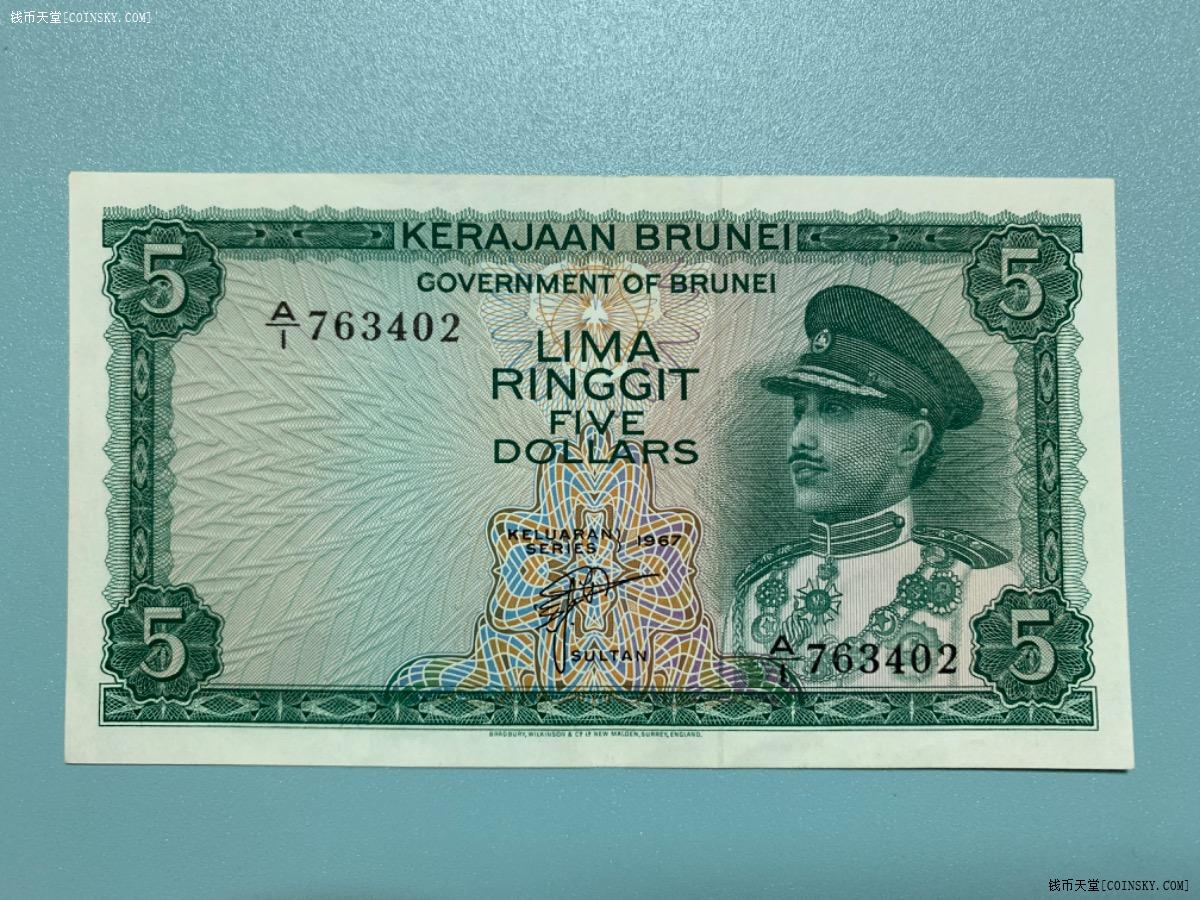 钱币天堂[COINSKY.COM]
5 KERAJAAN BRUNEI 5
GOVERNMENT OF BRUNEI
A/1 763402
LIMA
RINGGIT
FIVE
DOLLARS
KELUARAN
SERIES } 1967
SULTAN
A/1 763402
5 5
BRADBURY, WILKINSON & Cº Lᵈ NEW MALDEN, SURREY, ENGLAND.
钱币天堂[COINSKY.COM]